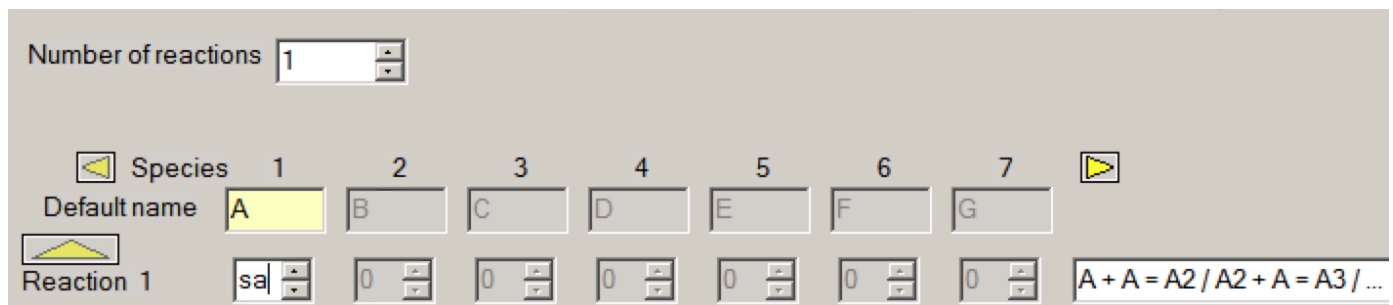 Number of reactions 1
Species 1 2 3 4 5 6 7
Default name A B C D E F G
Reaction 1 sa 0 0 0 0 0 0 A + A = A2 / A2 + A = A3 / ...